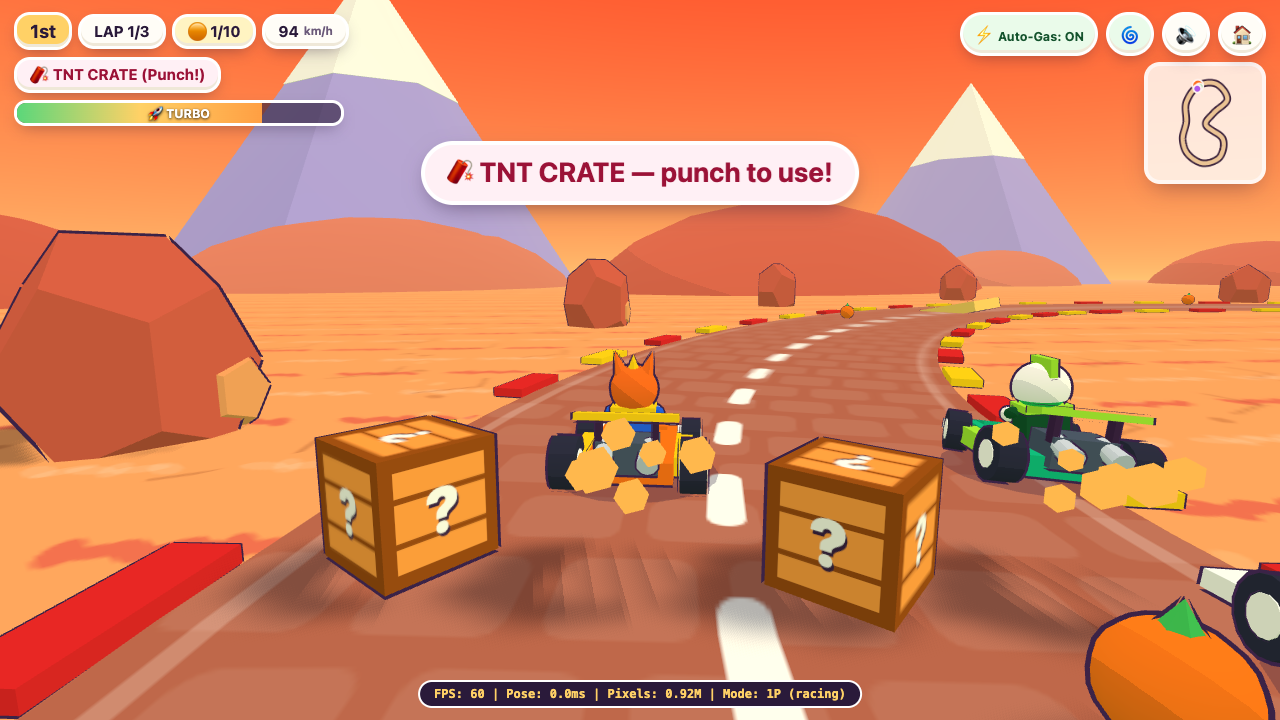 1st
LAP 1/3
1/10
94 km/h
Auto-Gas: ON
TNT CRATE (Punch!)
TURBO
TNT CRATE — punch to use!
? ? ?
? ? ?
FPS: 60 | Pose: 0.0ms | Pixels: 0.92M | Mode: 1P (racing)